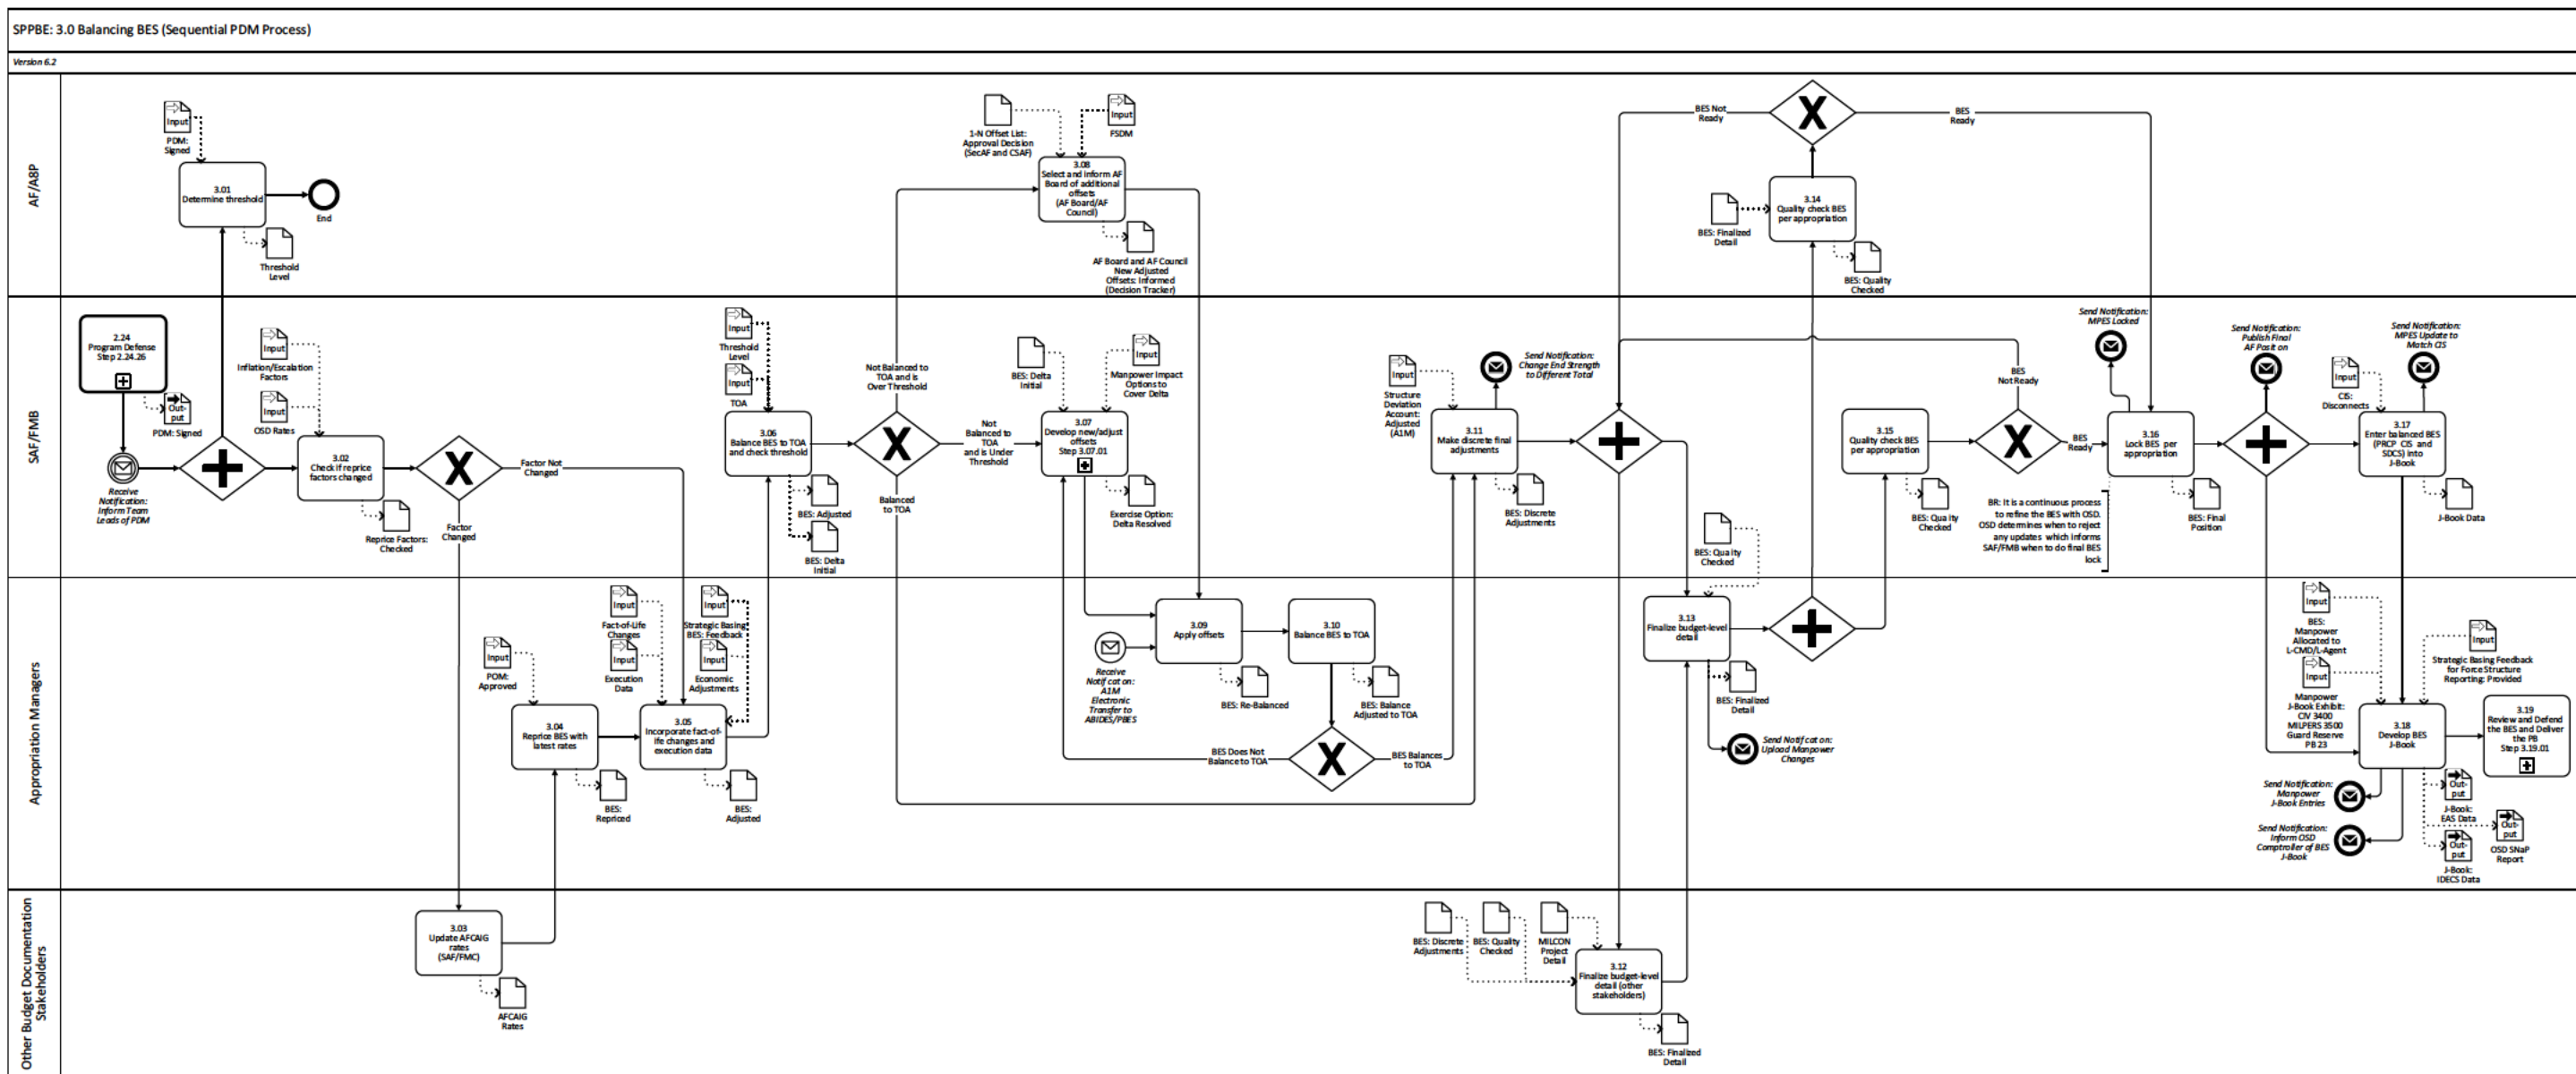 SPPBE: 3.0 Balancing BES (Sequential PDM Process)
Version 6.2
AF/A8P
Input
PDM:
Signed
3.01
Determine threshold
End
Threshold
Level
1-N Offset List:
Approval Decision
(SecAF and CSAF)
Input
FSDM
3.08
Select and inform AF
Board of additional
offsets
(AF Board/AF
Council)
AF Board and AF Council
New Adjusted
Offsets: Informed
(Decision Tracker)
BES Not
Ready
BES
Ready
3.14
Quality check BES
per appropriation
BES: Finalized
Detail
BES: Quality
Checked
SAF/FMB
2.24
Program Defense
Step 2.24.26
Out-
put
PDM: Signed
Receive
Notification:
Inform Team
Leads of PDM
Input
Inflation/Escalation
Factors
Input
OSD Rates
3.02
Check if reprice
factors changed
Reprice Factors:
Checked
Factor Not
Changed
Factor
Changed
Input
Threshold
Level
Input
TOA
3.06
Balance BES to TOA
and check threshold
BES: Adjusted
BES: Delta
Initial
Not Balanced to
TOA and is
Over Threshold
Not
Balanced to
TOA
and is Under
Threshold
Balanced
to TOA
BES: Delta
Initial
Input
Manpower Impact
Options to
Cover Delta
3.07
Develop new/adjust
offsets
Step 3.07.01
Exercise Option:
Delta Resolved
Input
Structure
Deviation
Account:
Adjusted
(A1M)
Send Notification:
Change End Strength
to Different Total
3.11
Make discrete final
adjustments
BES: Discrete
Adjustments
BES: Qua ity
Checked
3.15
Quality check BES
per appropriation
BES: Qua ity
Checked
BES
Not Ready
BES
Ready
Send Notification:
MPES Locked
3.16
Lock BES per
appropriation
BES: Final
Position
BR: It is a continuous process
to refine the BES with OSD.
OSD determines when to reject
any updates which informs
SAF/FMB when to do final BES
lock
Send Notification:
Publish Final
AF Posit on
Send Notification:
MPES Update to
Match CIS
Input
CIS:
Disconnects
3.17
Enter balanced BES
(PRCP CIS and
SDCS) into
J-Book
J-Book Data
Appropriation Managers
Input
POM:
Approved
3.04
Reprice BES with
latest rates
BES:
Repriced
Input
Fact-of-Life
Changes
Input
Execution
Data
Input
Strategic Basing
BES: Feedback
Input
Economic
Adjustments
3.05
Incorporate fact-of-
ife changes and
execution data
BES:
Adjusted
Receive
Notif cat on:
A1M
Electronic
Transfer to
ABIDES/PBES
3.09
Apply offsets
BES: Re-Balanced
3.10
Balance BES to TOA
BES: Balance
Adjusted to TOA
BES Does Not
Balance to TOA
BES Balances
to TOA
3.13
Finalize budget-level
detail
BES: Finalized
Detail
Send Notif cat on:
Upload Manpower
Changes
Input
BES:
Manpower
Allocated to
L-CMD/L-Agent
Input
Manpower
J-Book Exhibit:
CIV 3400
MILPERS 3500
Guard Reserve
PB 23
Input
Strategic Basing Feedback
for Force Structure
Reporting: Provided
3.18
Develop BES
J-Book
3.19
Review and Defend
the BES and Deliver
the PB
Step 3.19.01
Send Notification:
Manpower
J-Book Entries
Send Notification:
Inform OSD
Comptroller of BES
J-Book
Out-
put
J-Book:
EAS Data
Out-
put
J-Book:
IDECS Data
Out-
put
OSD SNaP
Report
Other Budget Documentation
Stakeholders
3.03
Update AFCAIG
rates
(SAF/FMC)
AFCAIG
Rates
BES: Discrete
Adjustments
BES: Quality
Checked
MILCON
Project
Detail
3.12
Finalize budget-level
detail (other
stakeholders)
BES: Finalized
Detail